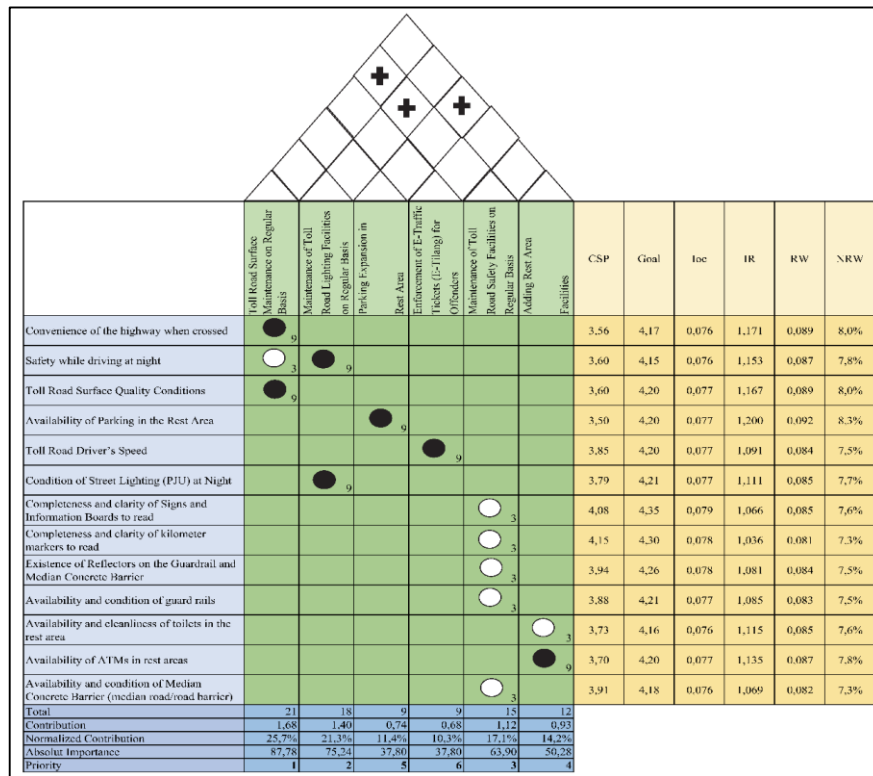 +
+ +
Toll Road Surface
Maintenance on Regular
Basis
Maintenance of Toll
Road Lighting Facilities
on Regular Basis
Parking Expansion in
Rest Area
Enforcement of E-Traffic
Tickets (E-Tilang) for
Offenders
Maintenance of Toll
Road Safety Facilities on
Regular Basis
Adding Rest Area
Facilities
CSP Goal Ioc IR RW NRW
Convenience of the highway when crossed 9 3,56 4,17 0,076 1,171 0,089 8,0%
Safety while driving at night 3 9 3,60 4,15 0,076 1,153 0,087 7,8%
Toll Road Surface Quality Conditions 9 3,60 4,20 0,077 1,167 0,089 8,0%
Availability of Parking in the Rest Area 9 3,50 4,20 0,077 1,200 0,092 8,3%
Toll Road Driver's Speed 9 3,85 4,20 0,077 1,091 0,084 7,5%
Condition of Street Lighting (PJU) at Night 9 3,79 4,21 0,077 1,111 0,085 7,7%
Completeness and clarity of Signs and
Information Boards to read 3 4,08 4,35 0,079 1,066 0,085 7,6%
Completeness and clarity of kilometer
markers to read 3 4,15 4,30 0,078 1,036 0,081 7.3%
Existence of Reflectors on the Guardrail and
Median Concrete Barrier 3 3,94 4,26 0,078 1,081 0,084 7,5%
Availability and condition of guard rails 3 3,88 4,21 0,077 1,085 0,083 7,5%
Availability and cleanliness of toilets in the
rest area 3 3,73 4,16 0,076 1,115 0,085 7,6%
Availability of ATMs in rest areas 9 3,70 4,20 0,077 1,135 0,087 7,8%
Availability and condition of Median
Concrete Barrier (median road/road barrier) 3 3,91 4,18 0,076 1,069 0,082 7,3%
Total 21 18 9 9 15 12
Contribution 1,68 1,40 0,74 0,68 1,12 0,93
Normalized Contribution 25,7% 21,3% 11,4% 10,3% 17,1% 14,2%
Absolut Importance 87,78 75,24 37,80 37,80 63,90 50,28
Priority 1 2 5 6 3 4